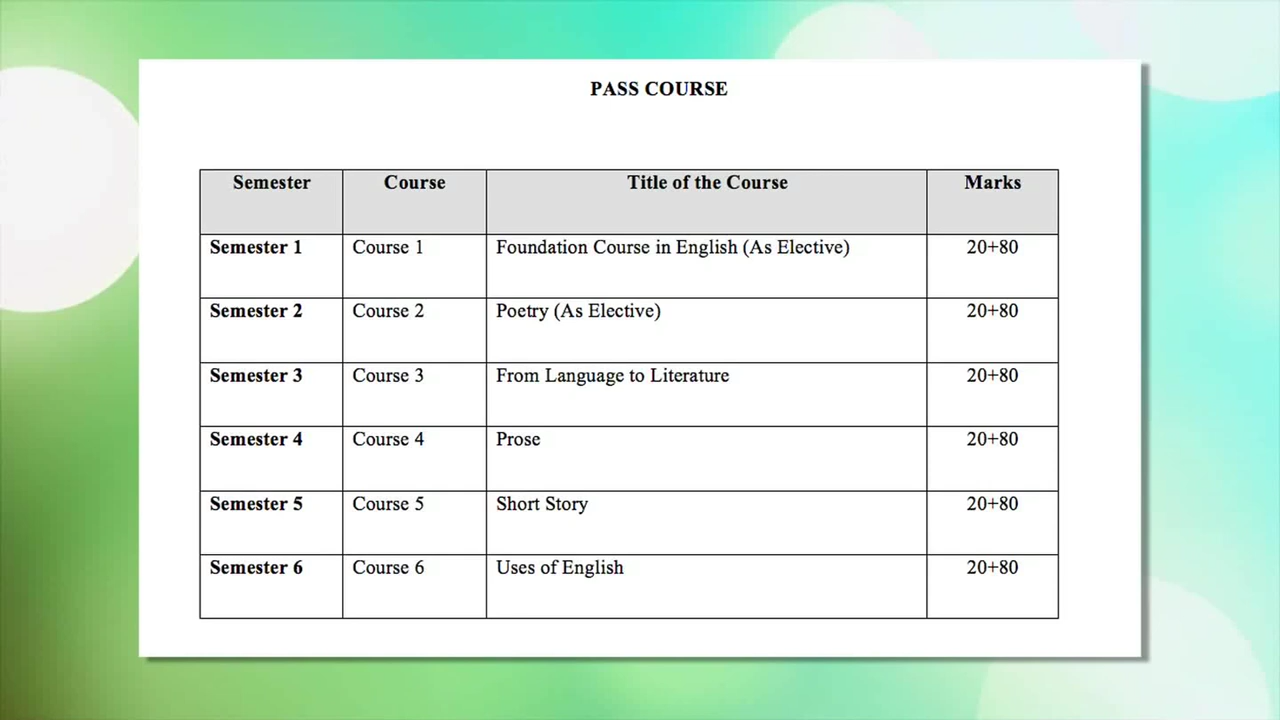 PASS COURSE
Semester Course Title of the Course Marks
Semester 1 Course 1 Foundation Course in English (As Elective) 20+80
Semester 2 Course 2 Poetry (As Elective) 20+80
Semester 3 Course 3 From Language to Literature 20+80
Semester 4 Course 4 Prose 20+80
Semester 5 Course 5 Short Story 20+80
Semester 6 Course 6 Uses of English 20+80